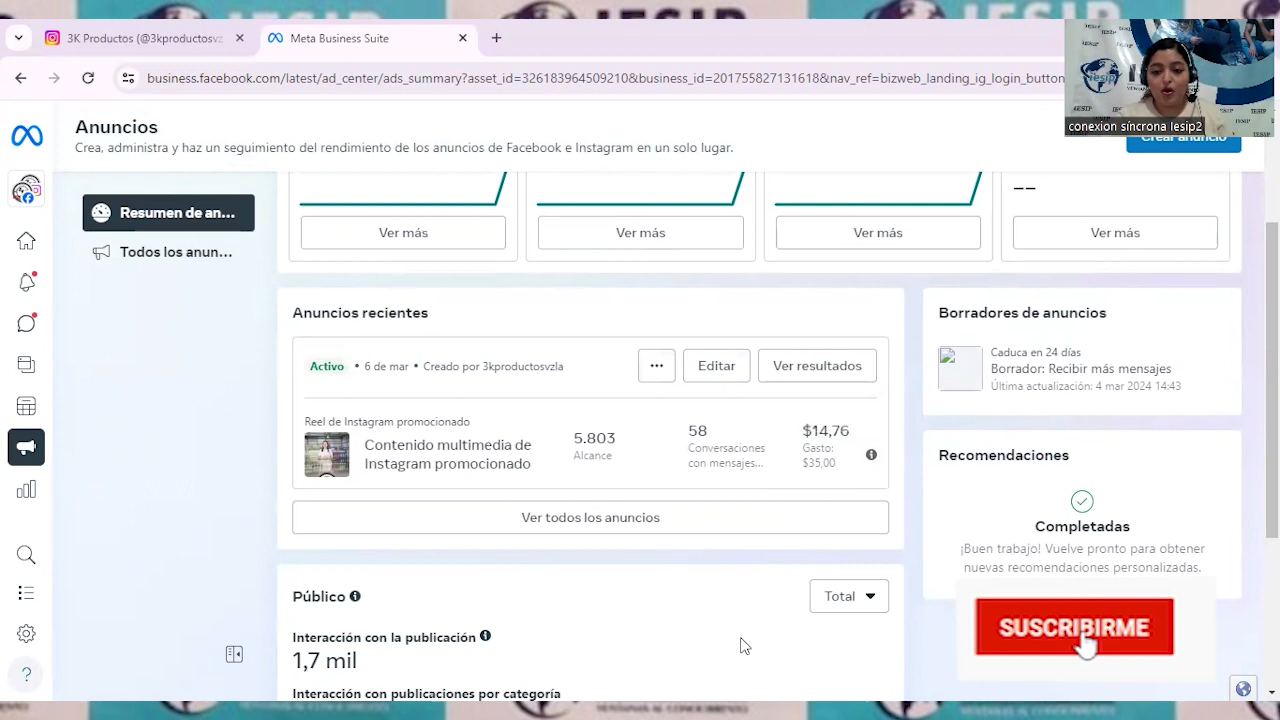 3K Productos (@3kproductosvz
Meta Business Suite
business.facebook.com/latest/ad_center/ads_summary?asset_id=326183964509210&business_id=2017558271316618&nav_ref=bizweb_landing_ig_login_button
iesip
IESIP
conexion síncrona Iesip2
Anuncios
Crea, administra y haz un seguimiento del rendimiento de los anuncios de Facebook e Instagram en un solo lugar.
Crear anuncio
Resumen de an...
Todos los anun...
--
Ver más
Ver más
Ver más
Ver más
Anuncios recientes
Activo • 6 de mar • Creado por 3kproductosvzla
... Editar Ver resultados
Reel de Instagram promocionado
Contenido multimedia de
Instagram promocionado
5.803
Alcance
58
Conversaciones
con mensajes...
$14,76
Gasto:
$35,00
Ver todos los anuncios
Borradores de anuncios
Caduca en 24 días
Borrador: Recibir más mensajes
Última actualización: 4 mar 2024 14:43
Recomendaciones
Completadas
¡Buen trabajo! Vuelve pronto para obtener
nuevas recomendaciones personalizadas.
Público
Total
Interacción con la publicación
1,7 mil
Interacción con publicaciones por categoría
SUSCRIBIRME